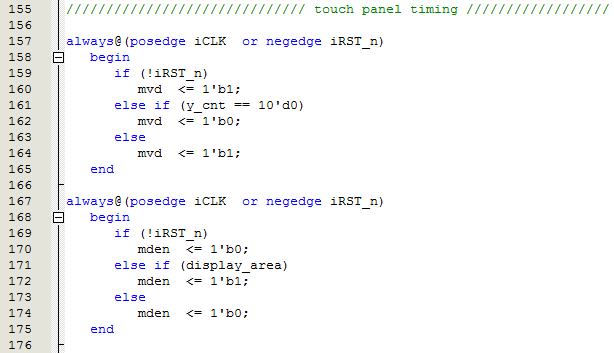 155 ////////////////////////////// touch panel timing //////////////////
156
157 always@(posedge iCLK  or negedge iRST_n)
158    begin
159       if (!iRST_n)
160          mvd  <= 1'b1;
161       else if (y_cnt == 10'd0)
162          mvd  <= 1'b0;
163       else
164          mvd  <= 1'b1;
165    end
166
167 always@(posedge iCLK  or negedge iRST_n)
168    begin
169       if (!iRST_n)
170          mden  <= 1'b0;
171       else if (display_area)
172          mden  <= 1'b1;
173       else
174          mden  <= 1'b0;
175    end
176